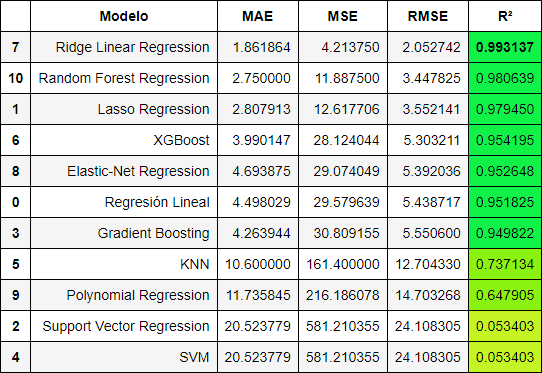 Modelo MAE MSE RMSE R²
7 Ridge Linear Regression 1.861864 4.213750 2.052742 0.993137
10 Random Forest Regression 2.750000 11.887500 3.447825 0.980639
1 Lasso Regression 2.807913 12.617706 3.552141 0.979450
6 XGBoost 3.990147 28.124044 5.303211 0.954195
8 Elastic-Net Regression 4.693875 29.074049 5.392036 0.952648
0 Regresión Lineal 4.498029 29.579639 5.438717 0.951825
3 Gradient Boosting 4.263944 30.809155 5.550600 0.949822
5 KNN 10.600000 161.400000 12.704330 0.737134
9 Polynomial Regression 11.735845 216.186078 14.703268 0.647905
2 Support Vector Regression 20.523779 581.210355 24.108305 0.053403
4 SVM 20.523779 581.210355 24.108305 0.053403